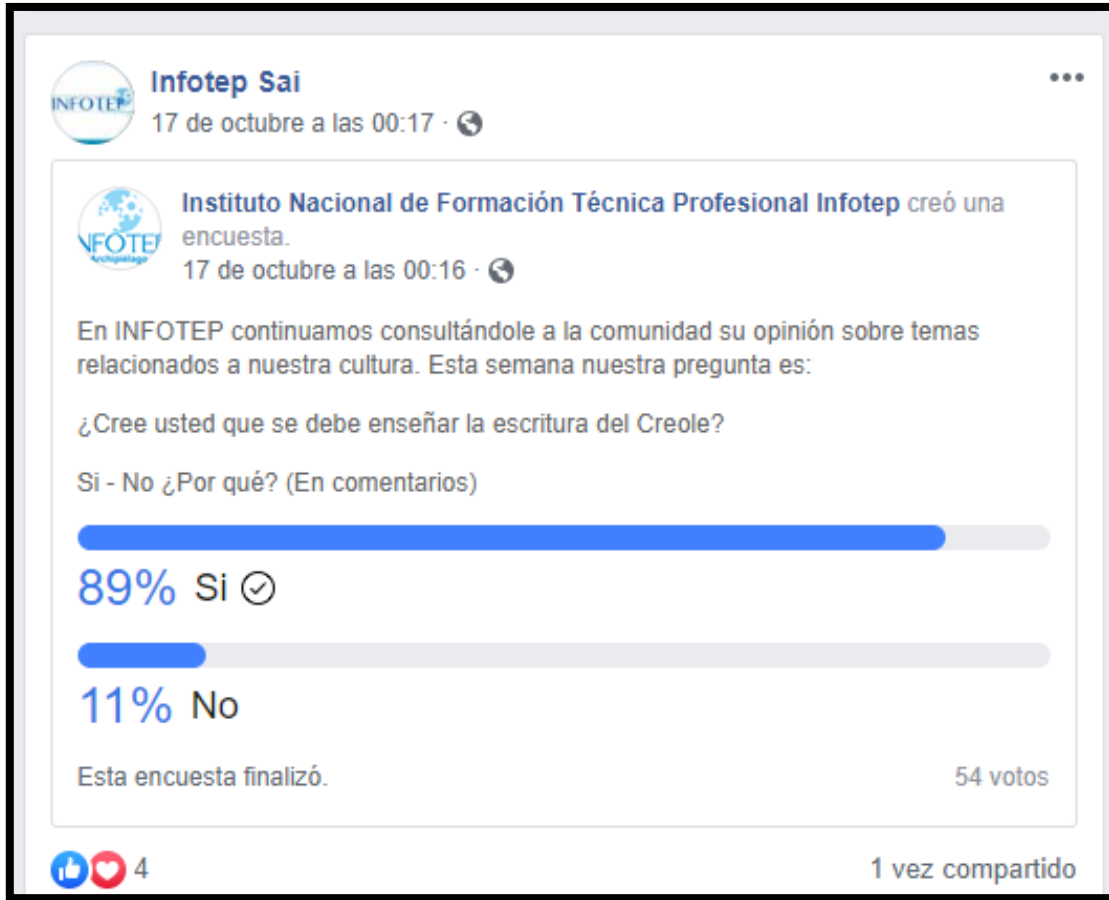 INFOTEP
Infotep Sai
17 de octubre a las 00:17 ·
NFOTEP
Archipiélago
Instituto Nacional de Formación Técnica Profesional Infotep creó una
encuesta.
17 de octubre a las 00:16 ·
En INFOTEP continuamos consultándole a la comunidad su opinión sobre temas
relacionados a nuestra cultura. Esta semana nuestra pregunta es:
¿Cree usted que se debe enseñar la escritura del Creole?
Si - No ¿Por qué? (En comentarios)
89% Si
11% No
Esta encuesta finalizó. 54 votos
4 1 vez compartido